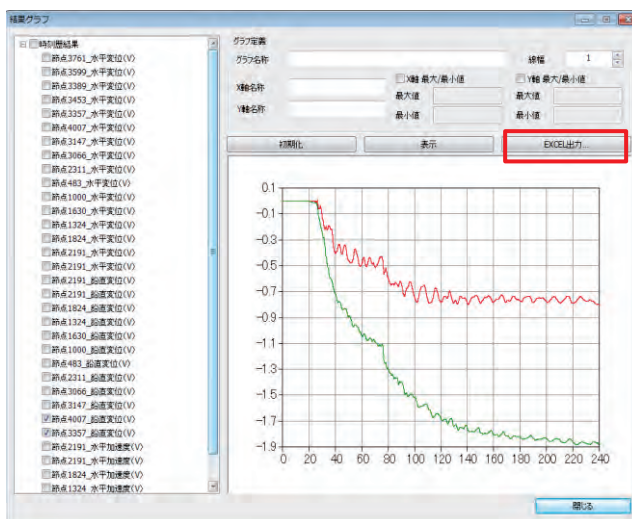 結果グラフ
時刻歴結果
節点3761_水平変位(V)
節点3599_水平変位(V)
節点3389_水平変位(V)
節点3453_水平変位(V)
節点3357_水平変位(V)
節点4007_水平変位(V)
節点3147_水平変位(V)
節点3066_水平変位(V)
節点2311_水平変位(V)
節点483_水平変位(V)
節点1000_水平変位(V)
節点1630_水平変位(V)
節点1324_水平変位(V)
節点1824_水平変位(V)
節点2191_水平変位(V)
節点2191_水平変位(V)
節点2191_鉛直変位(V)
節点2191_鉛直変位(V)
節点1824_鉛直変位(V)
節点1324_鉛直変位(V)
節点1630_鉛直変位(V)
節点1000_鉛直変位(V)
節点483_鉛直変位(V)
節点2311_鉛直変位(V)
節点3066_鉛直変位(V)
節点3147_鉛直変位(V)
節点4007_鉛直変位(V)
節点3357_鉛直変位(V)
節点2191_水平加速度(V)
節点2191_水平加速度(V)
節点1824_水平加速度(V)
節点1324_水平加速度(V)
グラフ定義
グラフ名称
線幅 1
X軸名称
X軸 最大/最小値
Y軸 最大/最小値
最大値
最大値
Y軸名称
最小値
最小値
初期化 表示 EXCEL出力...
0.1
-0.1
-0.3
-0.5
-0.7
-0.9
-1.1
-1.3
-1.5
-1.7
-1.9
0 20 40 60 80 100 120 140 160 180 200 220 240
閉じる